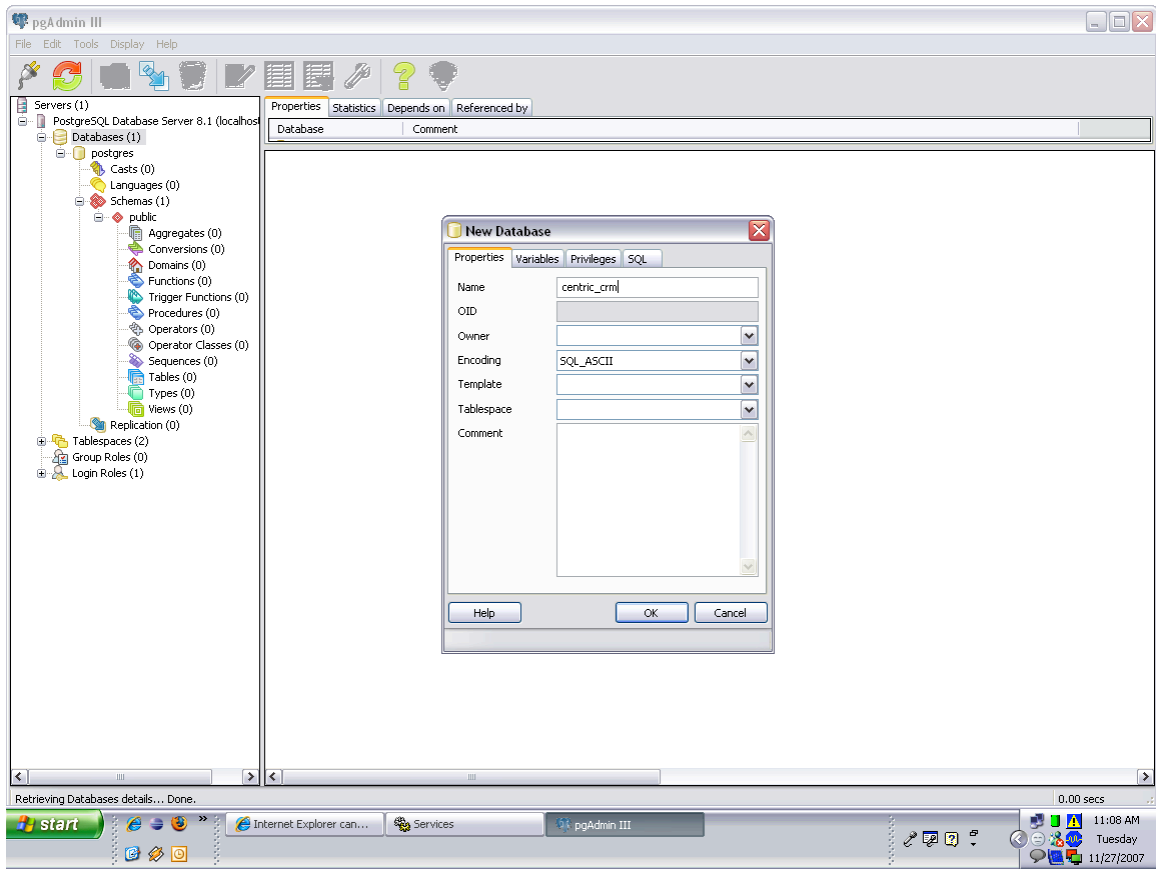 pgAdmin III
File Edit Tools Display Help
Servers (1)
PostgreSQL Database Server 8.1 (localhost
Databases (1)
postgres
Casts (0)
Languages (0)
Schemas (1)
public
Aggregates (0)
Conversions (0)
Domains (0)
Functions (0)
Trigger Functions (0)
Procedures (0)
Operators (0)
Operator Classes (0)
Sequences (0)
Tables (0)
Types (0)
Views (0)
Replication (0)
Tablespaces (2)
Group Roles (0)
Login Roles (1)
Properties Statistics Depends on Referenced by
Database Comment
New Database
Properties Variables Privileges SQL
Name centric_crm
OID
Owner
Encoding SQL_ASCII
Template
Tablespace
Comment
Help OK Cancel
Retrieving Databases details... Done. 0.00 secs
start Internet Explorer can... Services pgAdmin III 11:08 AM
Tuesday
11/27/2007